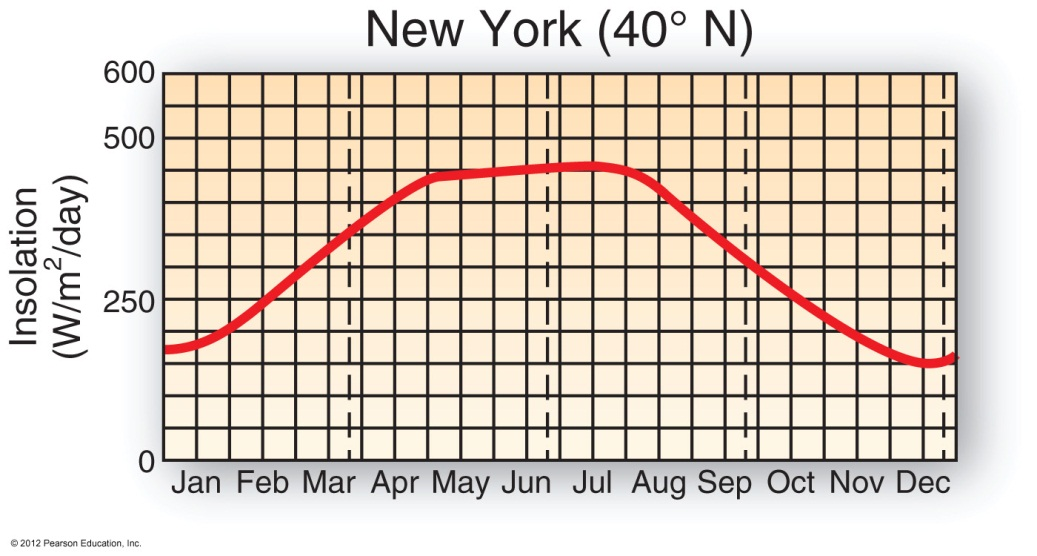 New York (40° N)
600
500
250
0
Insolation
(W/m²/day)
Jan Feb Mar Apr May Jun Jul Aug Sep Oct Nov Dec
© 2012 Pearson Education, Inc.